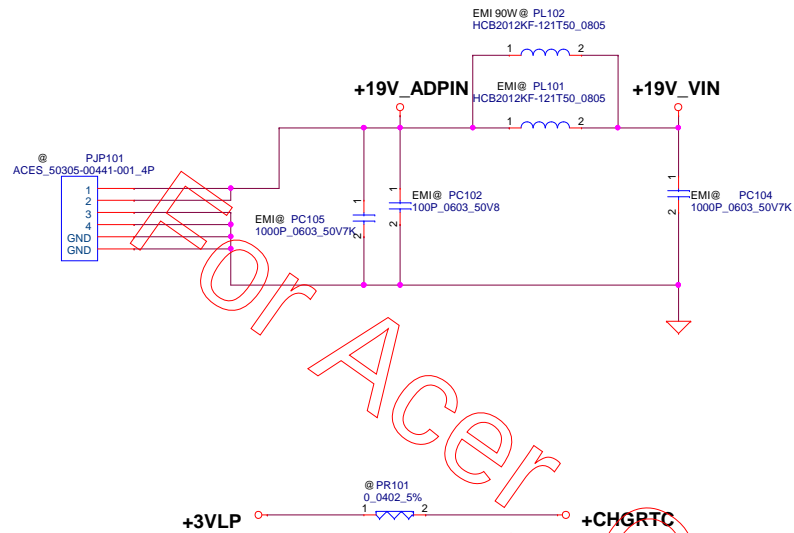 EMI 90W@ PL102
HCB2012KF-121T50_0805
1 2
+19V_ADPIN
EMI@ PL101
HCB2012KF-121T50_0805
+19V_VIN
1 2
@ PJP101
ACES_50305-00441-001_4P
1
2
3
4
GND
GND
EMI@ PC105
1000P_0603_50V7K
1
2
EMI@ PC102
100P_0603_50V8
1
2
EMI@ PC104
1000P_0603_50V7K
1
2
For Acer
@ PR101
0_0402_5%
+3VLP
1 2
+CHGRTC